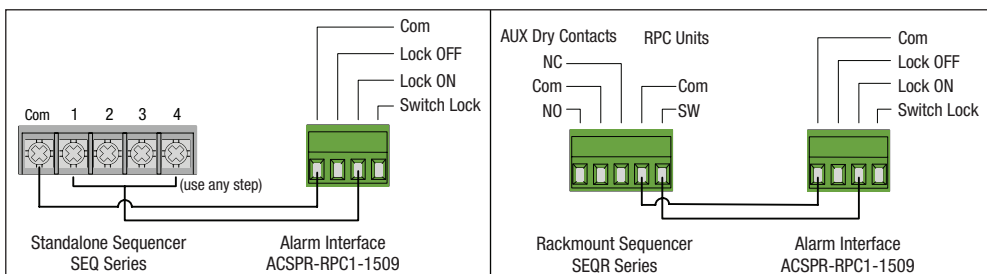 Com
Lock OFF
Lock ON
Switch Lock
Com 1 2 3 4
(use any step)
Standalone Sequencer
SEQ Series
Alarm Interface
ACSPR-RPC1-1509
AUX Dry Contacts
RPC Units
NC
Com
NO
Com
SW
Com
Lock OFF
Lock ON
Switch Lock
Rackmount Sequencer
SEQR Series
Alarm Interface
ACSPR-RPC1-1509